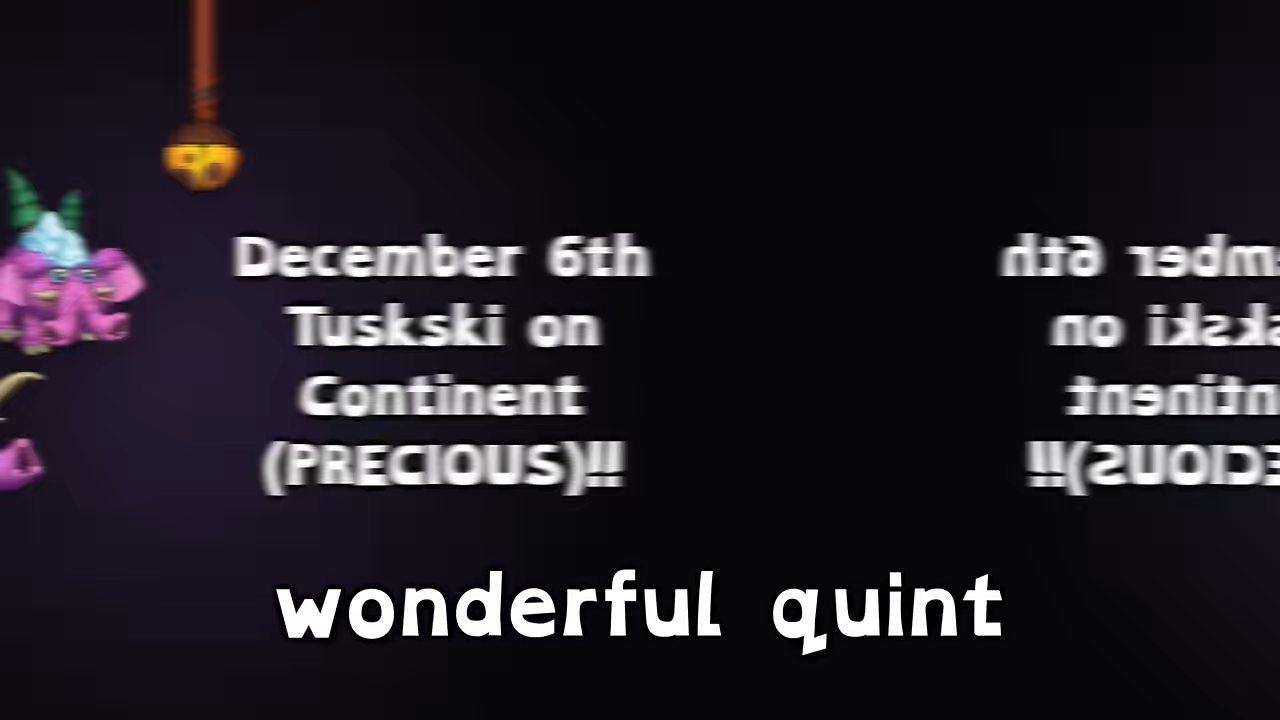 December 6th
Tuskski on
Continent
(PRECIOUS)!!
wonderful quint